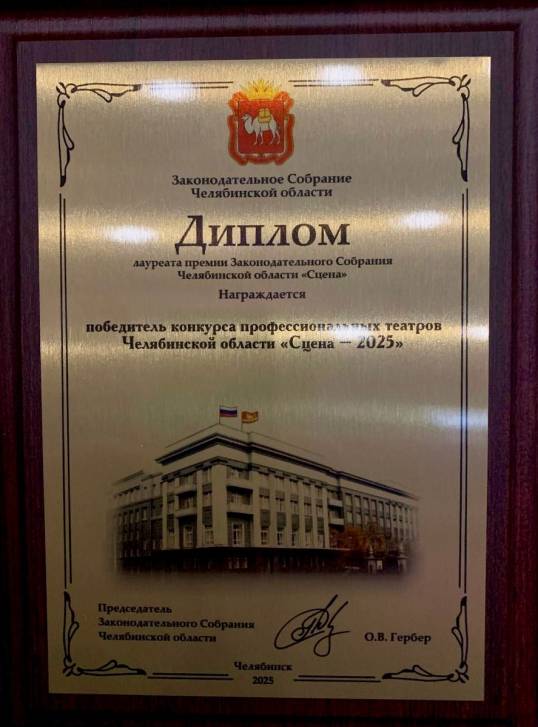 Законодательное Собрание
Челябинской области
Диплом
лауреата премии Законодательного Собрания
Челябинской области «Сцена»
Награждается
победитель конкурса профессиональных театров
Челябинской области «Сцена – 2025»
Председатель
Законодательного Собрания
Челябинской области
О.В. Гербер
Челябинск
2025